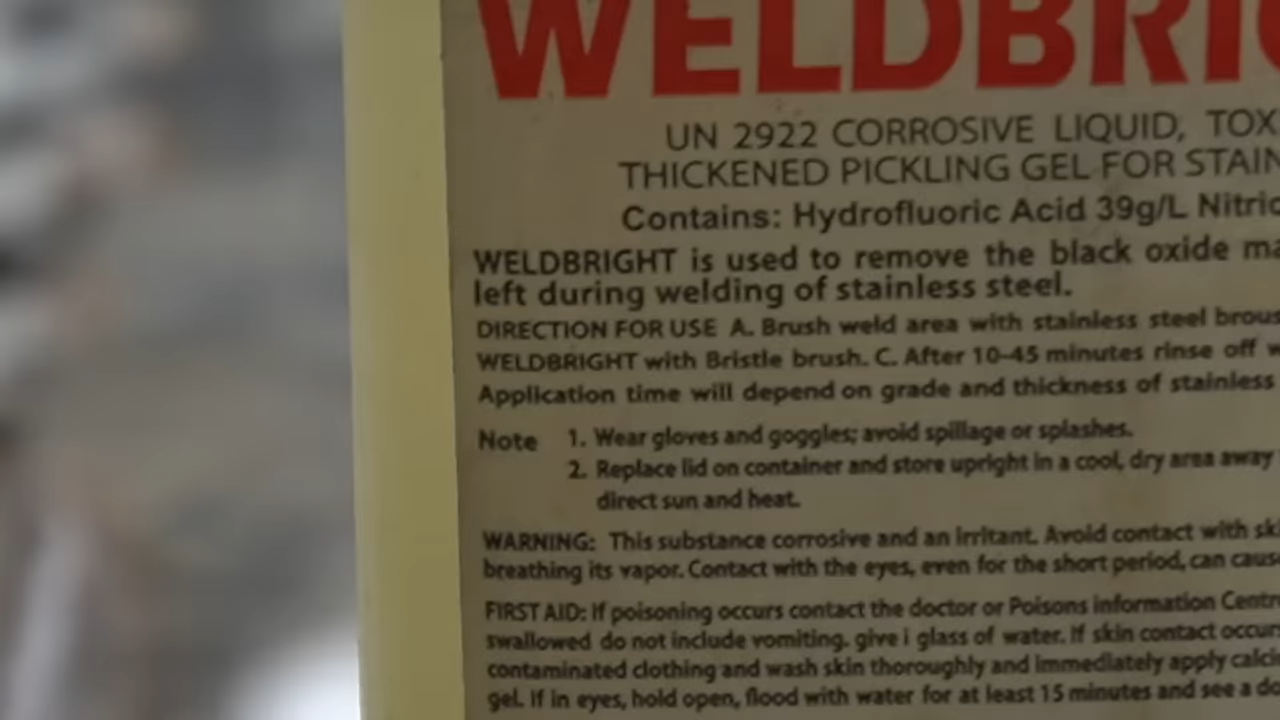 WELDBRIG
UN 2922 CORROSIVE LIQUID, TOX
THICKENED PICKLING GEL FOR STAIN
Contains: Hydrofluoric Acid 39g/L Nitric
WELDBRIGHT is used to remove the black oxide ma
left during welding of stainless steel.
DIRECTION FOR USE A. Brush weld area with stainless steel brous
WELDBRIGHT with Bristle brush. C. After 10-45 minutes rinse off w
Application time will depend on grade and thickness of stainless
Note 1. Wear gloves and goggles; avoid spillage or splashes.
2. Replace lid on container and store upright in a cool, dry area away
direct sun and heat.
WARNING: This substance corrosive and an irritant. Avoid contact with sk
breathing its vapor. Contact with the eyes, even for the short period, can caus
FIRST AID: If poisoning occurs contact the doctor or Poisons information Centr
swallowed do not include vomiting. give i glass of water. If skin contact occur
contaminated clothing and wash skin thoroughly and immediately apply calci
gel. If in eyes, hold open, flood with water for at least 15 minutes and see a do